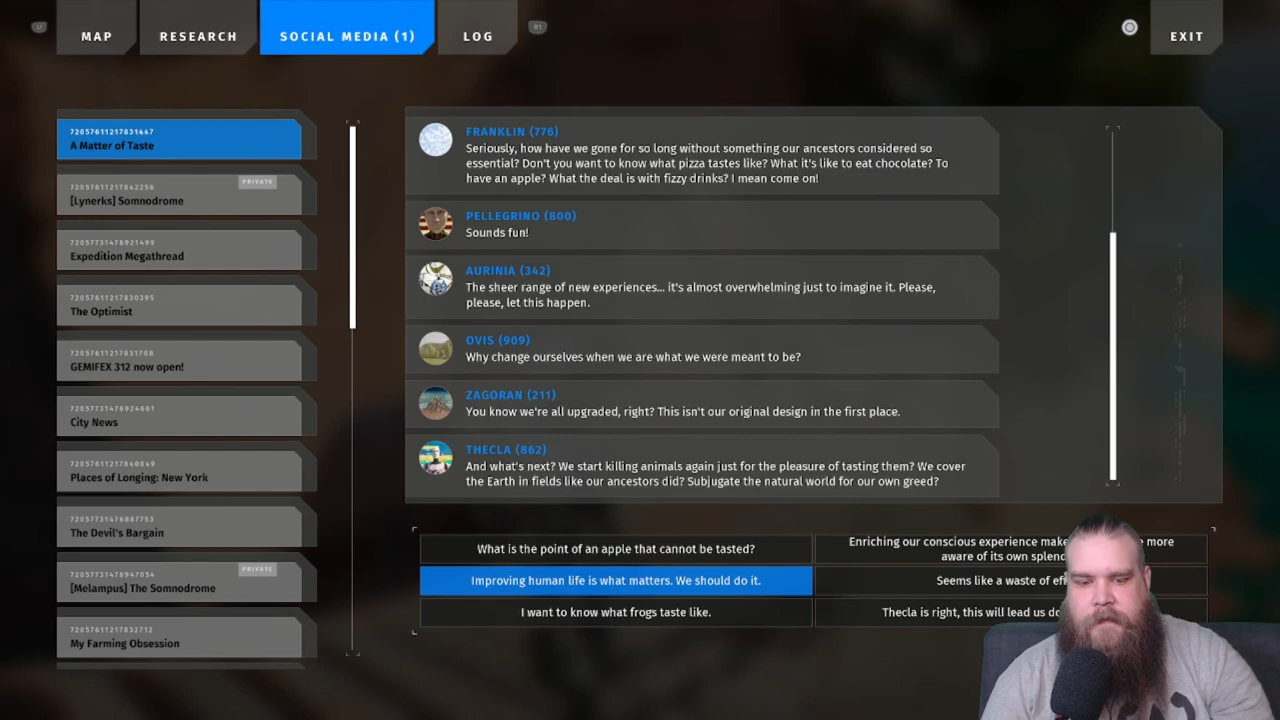 MAP
RESEARCH
SOCIAL MEDIA (1)
LOG
EXIT
72057611217831447
A Matter of Taste
72057611217842256
PRIVATE
[Lynerks] Somnodrome
72057731476921499
Expedition Megathread
72057611217830395
The Optimist
72057611217831708
GEMIFEX 312 now open!
72057731476924661
City News
72057611217840849
Places of Longing: New York
72057731476887753
The Devil's Bargain
72057731476947054
PRIVATE
[Melampus] The Somnodrome
72057611217832712
My Farming Obsession
FRANKLIN (776)
Seriously, how have we gone for so long without something our ancestors considered so
essential? Don't you want to know what pizza tastes like? What it's like to eat chocolate? To
have an apple? What the deal is with fizzy drinks? I mean come on!
PELLEGRINO (800)
Sounds fun!
AURINIA (342)
The sheer range of new experiences... it's almost overwhelming just to imagine it. Please,
please, let this happen.
OVIS (909)
Why change ourselves when we are what we were meant to be?
ZAGORAN (211)
You know we're all upgraded, right? This isn't our original design in the first place.
THECLA (862)
And what's next? We start killing animals again just for the pleasure of tasting them? We cover
the Earth in fields like our ancestors did? Subjugate the natural world for our own greed?
What is the point of an apple that cannot be tasted?
Enriching our conscious experience more
aware of its own
Improving human life is what matters. We should do it.
Seems like a waste of
I want to know what frogs taste like.
Thecla is right, this will lead us